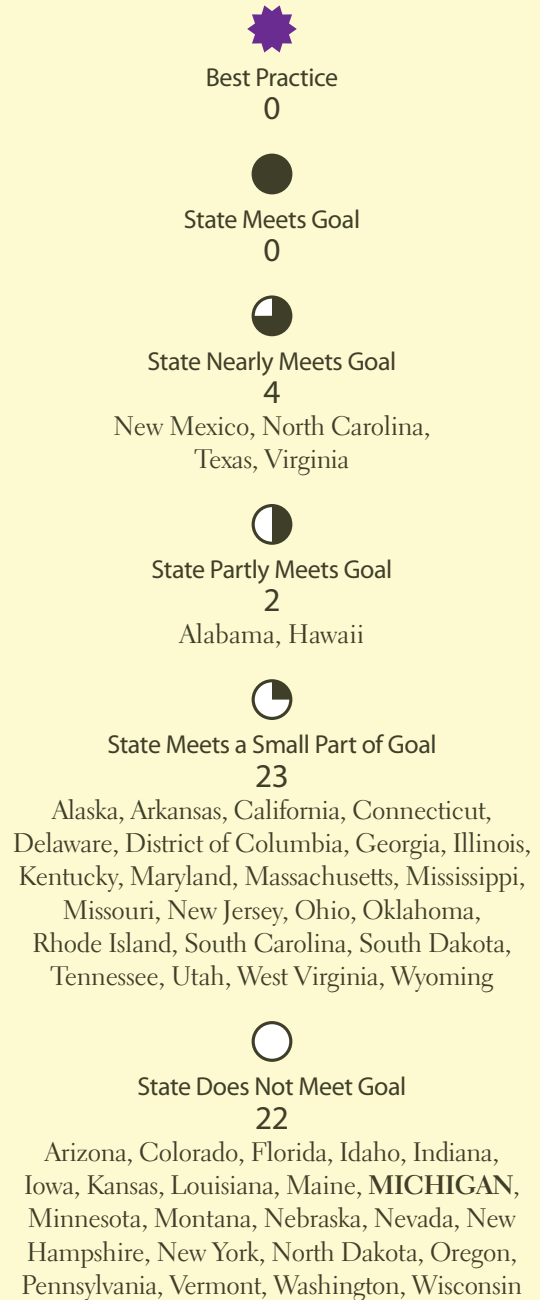 Best Practice
0
State Meets Goal
0
State Nearly Meets Goal
4
New Mexico, North Carolina,
Texas, Virginia
State Partly Meets Goal
2
Alabama, Hawaii
State Meets a Small Part of Goal
23
Alaska, Arkansas, California, Connecticut,
Delaware, District of Columbia, Georgia, Illinois,
Kentucky, Maryland, Massachusetts, Mississippi,
Missouri, New Jersey, Ohio, Oklahoma,
Rhode Island, South Carolina, South Dakota,
Tennessee, Utah, West Virginia, Wyoming
State Does Not Meet Goal
22
Arizona, Colorado, Florida, Idaho, Indiana,
Iowa, Kansas, Louisiana, Maine, MICHIGAN,
Minnesota, Montana, Nebraska, Nevada, New
Hampshire, New York, North Dakota, Oregon,
Pennsylvania, Vermont, Washington, Wisconsin